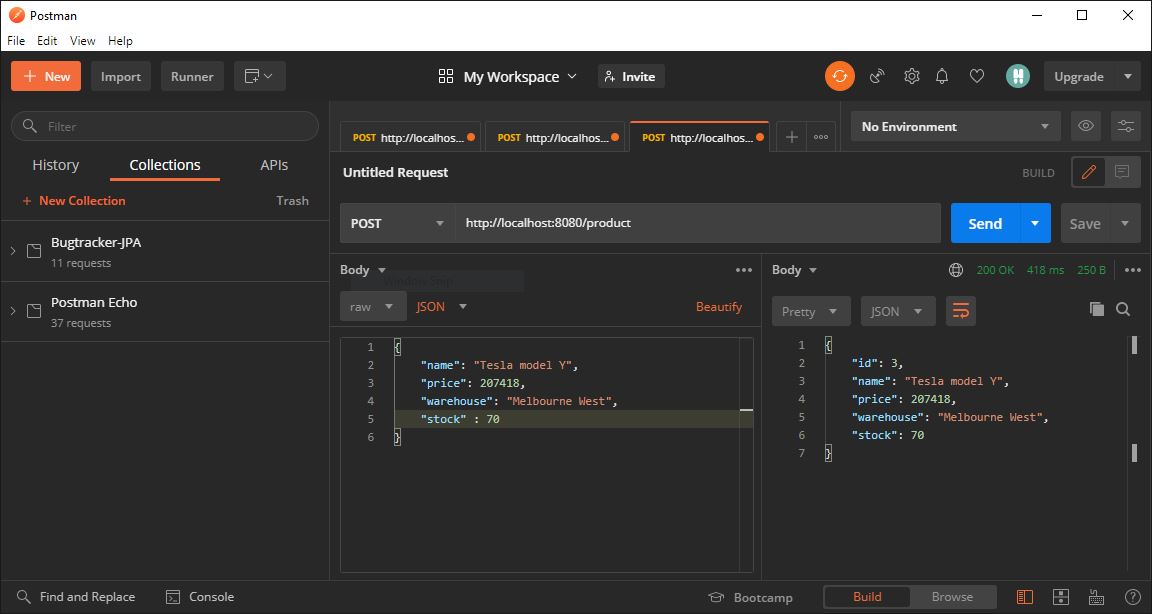 Postman
File Edit View Help
+ New Import Runner My Workspace Invite Upgrade
Filter
History Collections APIs
+ New Collection Trash
Bugtracker-JPA
11 requests
Postman Echo
37 requests
POST http://localhos... POST http://localhos... POST http://localhos... + ••• No Environment
Untitled Request BUILD
POST http://localhost:8080/product Send Save
Body •••
Window Snip
raw JSON Beautify
1 {
2 "name": "Tesla model Y",
3 "price": 207418,
4 "warehouse": "Melbourne West",
5 "stock" : 70
6 }
Body 200 OK 418 ms 250 B •••
Pretty JSON
1 {
2 "id": 3,
3 "name": "Tesla model Y",
4 "price": 207418,
5 "warehouse": "Melbourne West",
6 "stock": 70
7 }
Find and Replace Console Bootcamp Build Browse